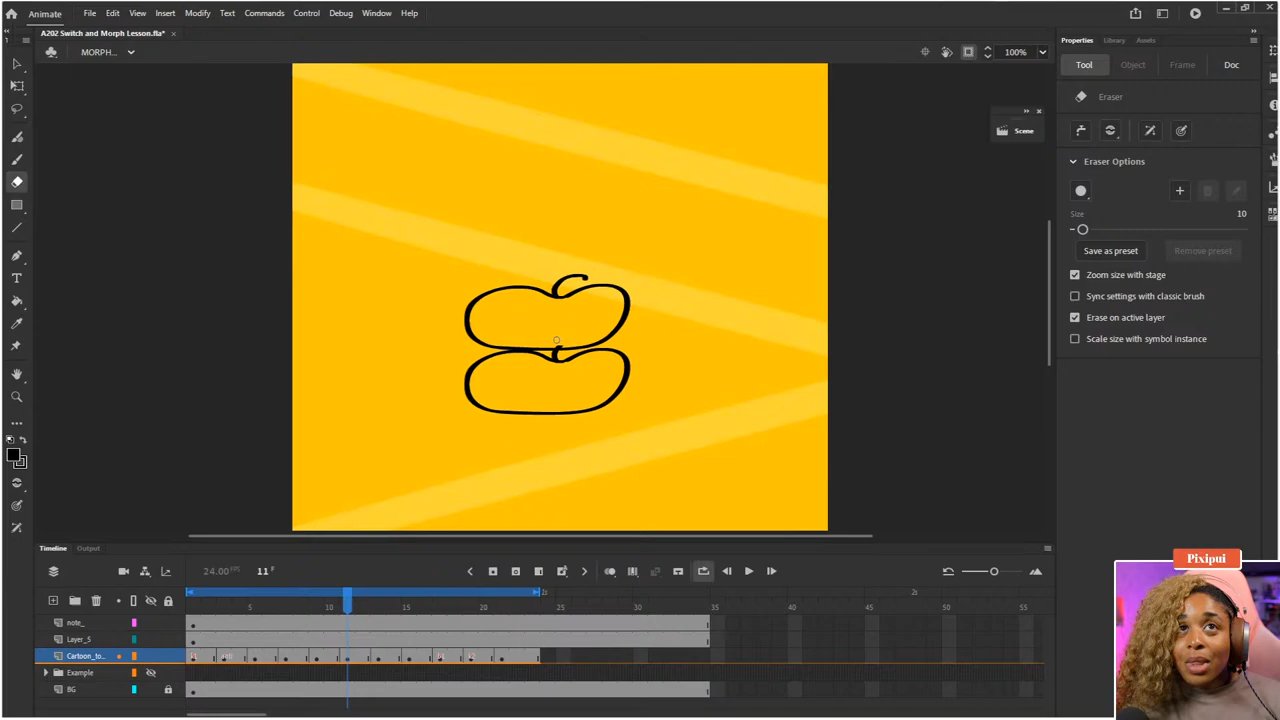 Animate File Edit View Insert Modify Text Commands Control Debug Window Help
A202 Switch and Morph Lesson.fla*
MORPH...
100%
Scene
Properties Library Assets
Tool Object Frame Doc
Eraser
Eraser Options
Size 10
Save as preset Remove preset
Zoom size with stage
Sync settings with classic brush
Erase on active layer
Scale size with symbol instance
Timeline Output
24.00 FPS 11 F
1s 2s
5 10 15 20 25 30 35 40 45 50 55
note_
Layer_5
Cartoon_to...
Example
BG
Pixipui